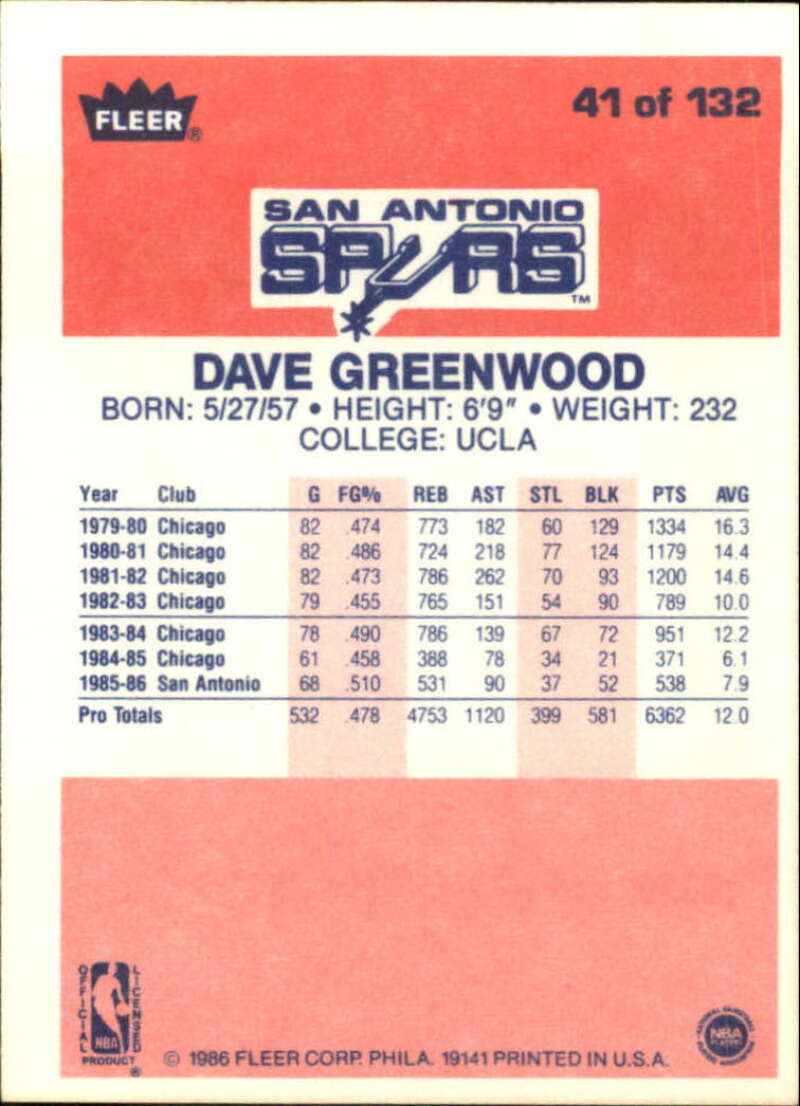 FLEER®
41 of 132
SAN ANTONIO
SPURS
TM
DAVE GREENWOOD
BORN: 5/27/57 • HEIGHT: 6'9" • WEIGHT: 232
COLLEGE: UCLA
Year Club G FG% REB AST STL BLK PTS AVG
1979-80 Chicago 82 .474 773 182 60 129 1334 16.3
1980-81 Chicago 82 .486 724 218 77 124 1179 14.4
1981-82 Chicago 82 .473 786 262 70 93 1200 14.6
1982-83 Chicago 79 .455 765 151 54 90 789 10.0
1983-84 Chicago 78 .490 786 139 67 72 951 12.2
1984-85 Chicago 61 .458 388 78 34 21 371 6.1
1985-86 San Antonio 68 .510 531 90 37 52 538 7.9
Pro Totals 532 .478 4753 1120 399 581 6362 12.0
OFFICIAL
LICENSED
NBA
PRODUCT ®
© 1986 FLEER CORP. PHILA. 19141 PRINTED IN U.S.A.
NATIONAL BASKETBALL
NBA
PLAYERS
PLAYERS ASSOCIATION